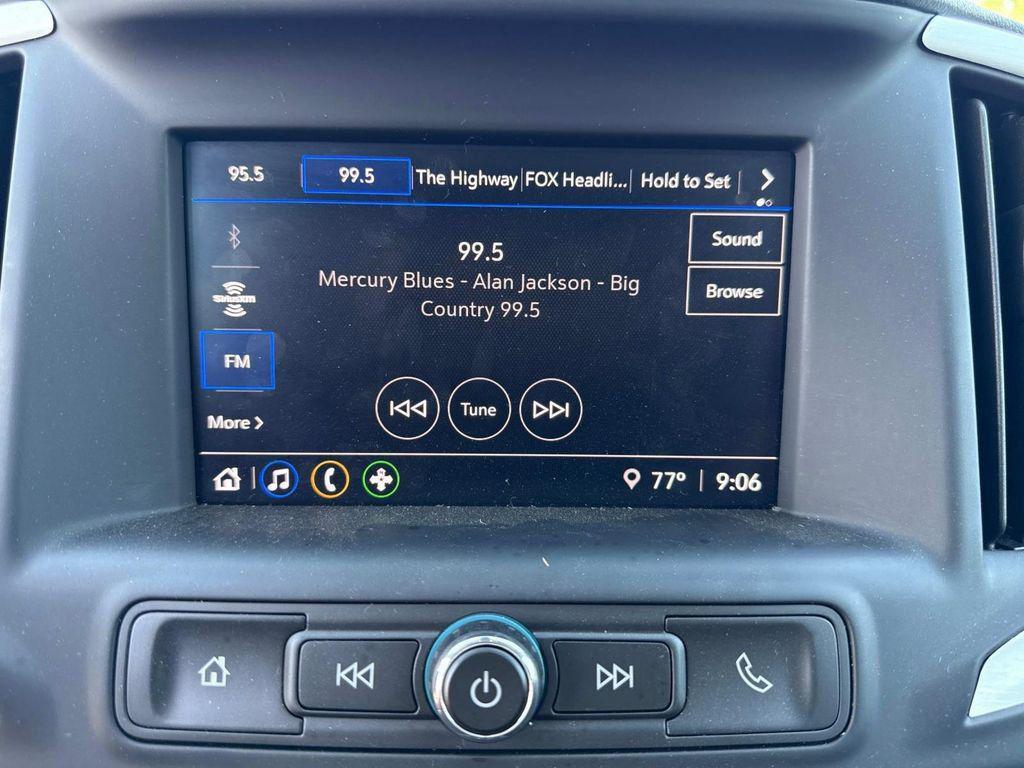 95.5 99.5 The Highway FOX Headli... Hold to Set
Sound
99.5
Mercury Blues - Alan Jackson - Big
Country 99.5
Browse
SiriusXM
FM
More
Tune
77° 9:06